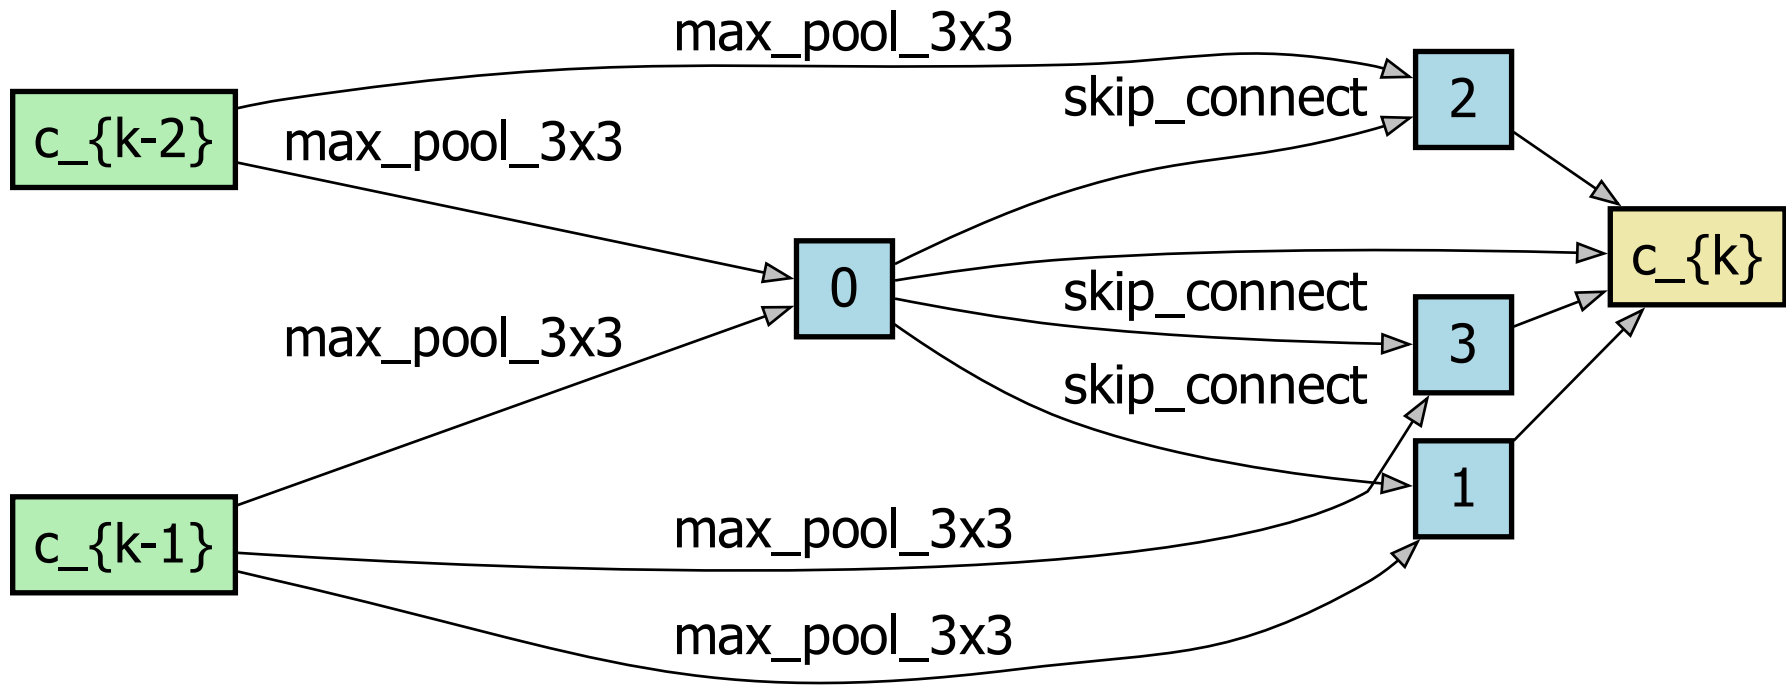 max_pool_3x3
skip_connect
2
c_{k-2}
max_pool_3x3
c_{k}
0
skip_connect
max_pool_3x3
3
skip_connect
1
max_pool_3x3
c_{k-1}
max_pool_3x3